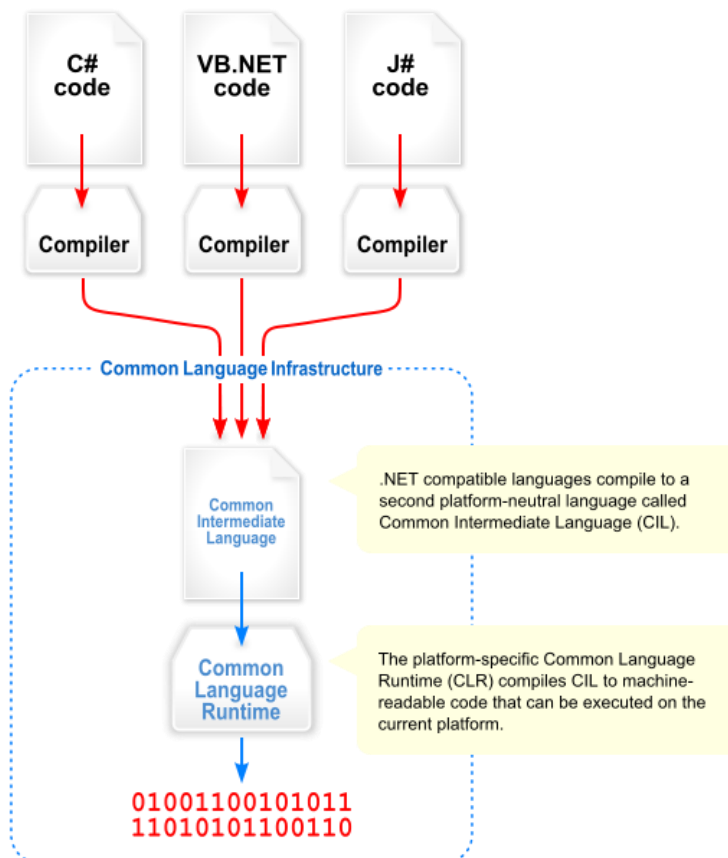 C#
code
VB.NET
code
J#
code
Compiler
Compiler
Compiler
Common Language Infrastructure
Common
Intermediate
Language
.NET compatible languages compile to a
second platform-neutral language called
Common Intermediate Language (CIL).
Common
Language
Runtime
The platform-specific Common Language
Runtime (CLR) compiles CIL to machine-
readable code that can be executed on the
current platform.
01001100101011
11010101100110